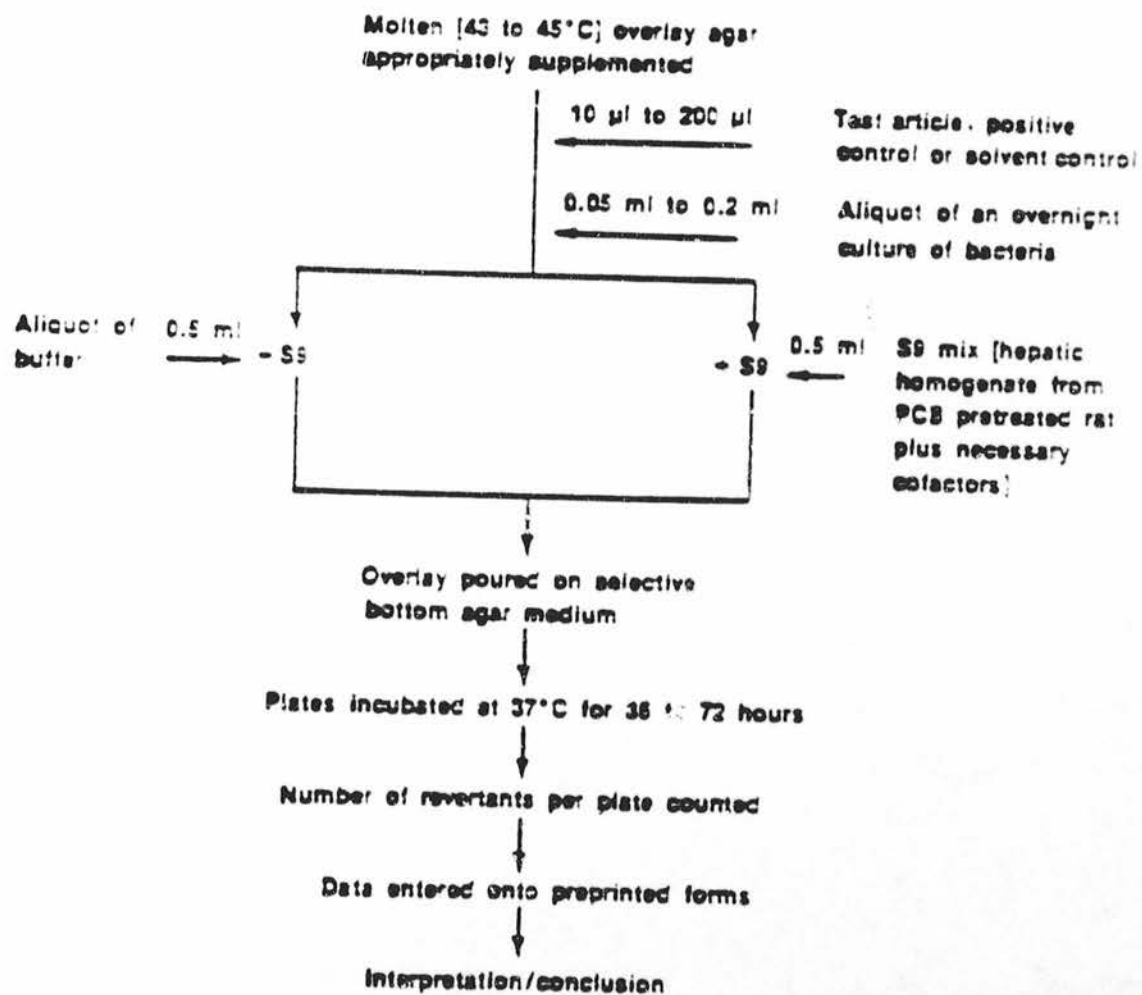 Molten [43 to 45°C] overlay agar
appropriately supplemented
10 µl to 200 µl
Test article, positive
control or solvent control
0.05 ml to 0.2 ml
Aliquot of an overnight
culture of bacteria
Aliquot of
buffer
0.5 ml
- S9
+ S9
0.5 ml
S9 mix [hepatic
homogenate from
PCB pretreated rat
plus necessary
cofactors]
Overlay poured on selective
bottom agar medium
Plates incubated at 37°C for 36 to 72 hours
Number of revertants per plate counted
Data entered onto preprinted forms
Interpretation/conclusion